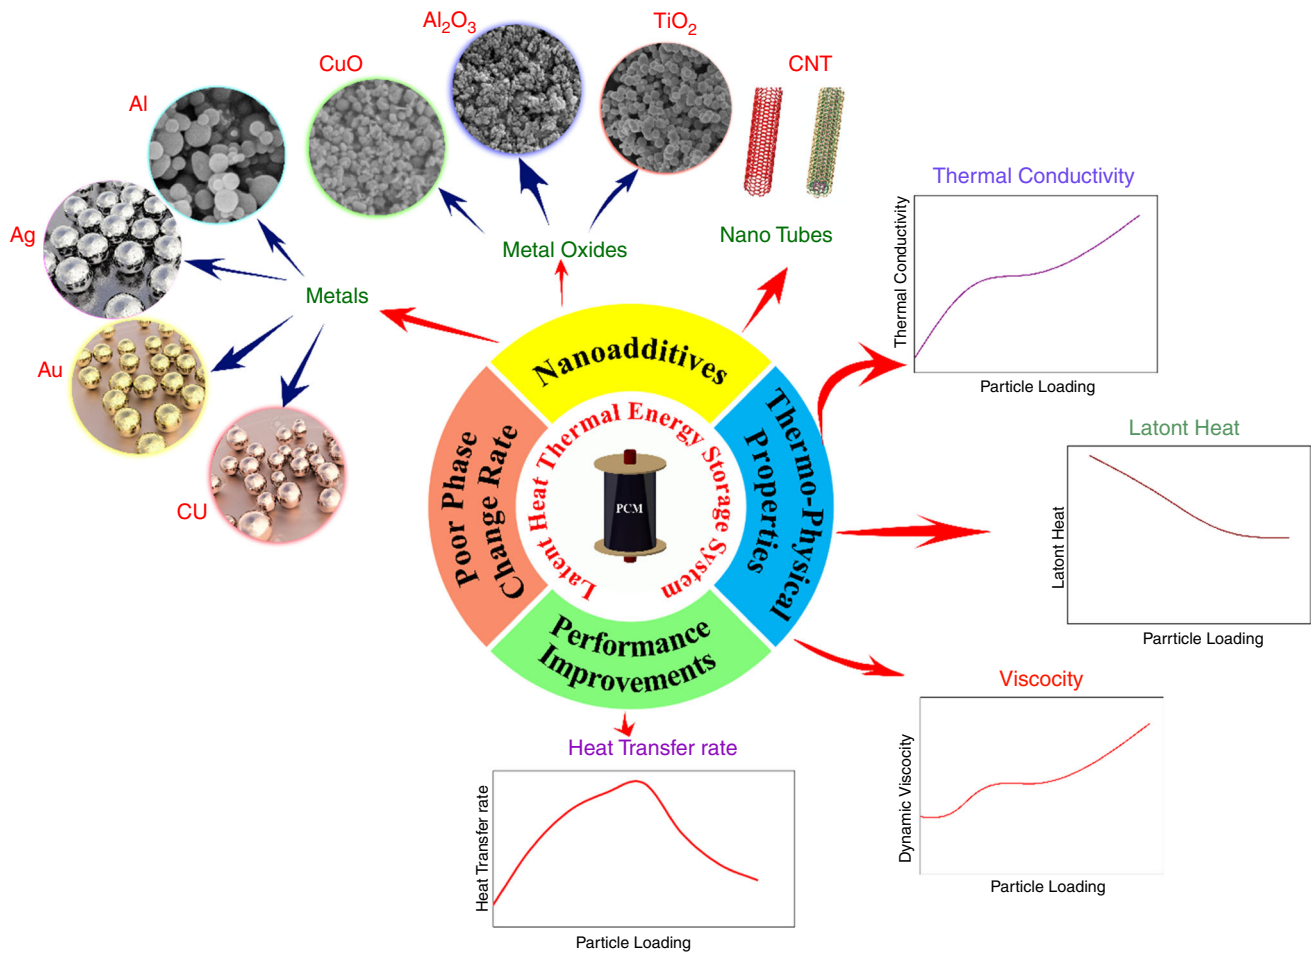 Al₂O₃
TiO₂
CuO
CNT
Al
Ag
Au
CU
Metals
Metal Oxides
Nano Tubes
Nanoadditives
Poor Phase
Change Rate
Thermo-Physical
Properties
Performance
Improvements
Latent Heat Thermal Energy Storage System
PCM
Thermal Conductivity
Thermal Conductivity
Particle Loading
Latont Heat
Latont Heat
Parrticle Loading
Viscocity
Dynamic Viscocity
Particle Loading
Heat Transfer rate
Heat Transfer rate
Particle Loading